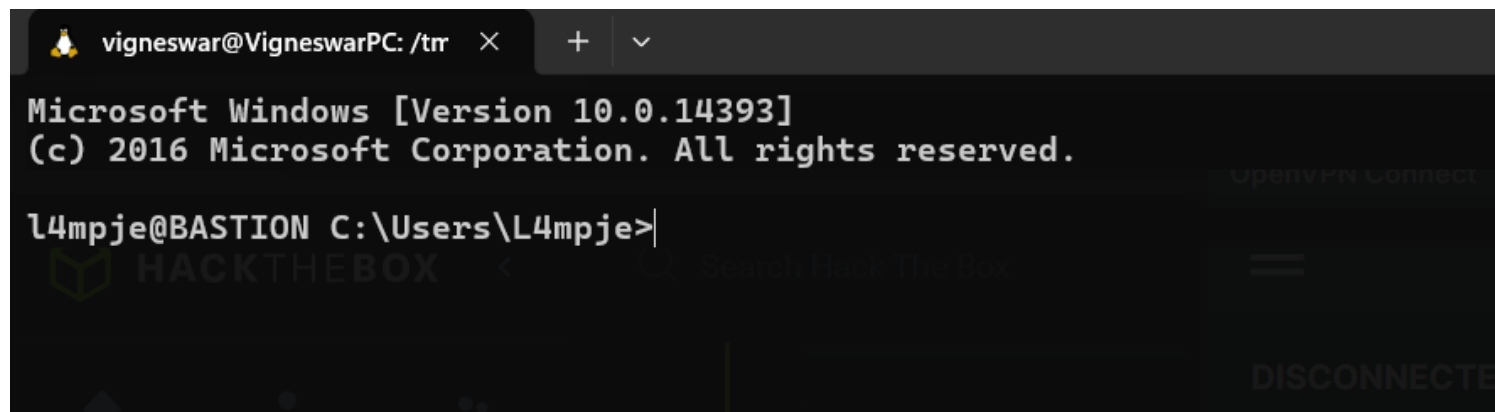 vigneswar@VigneswarPC: /tm
Microsoft Windows [Version 10.0.14393]
(c) 2016 Microsoft Corporation. All rights reserved.
OpenVPN Connect
l4mpje@BASTION C:\Users\L4mpje>
HACKTHEBOX
Search Hack The Box
DISCONNECTE